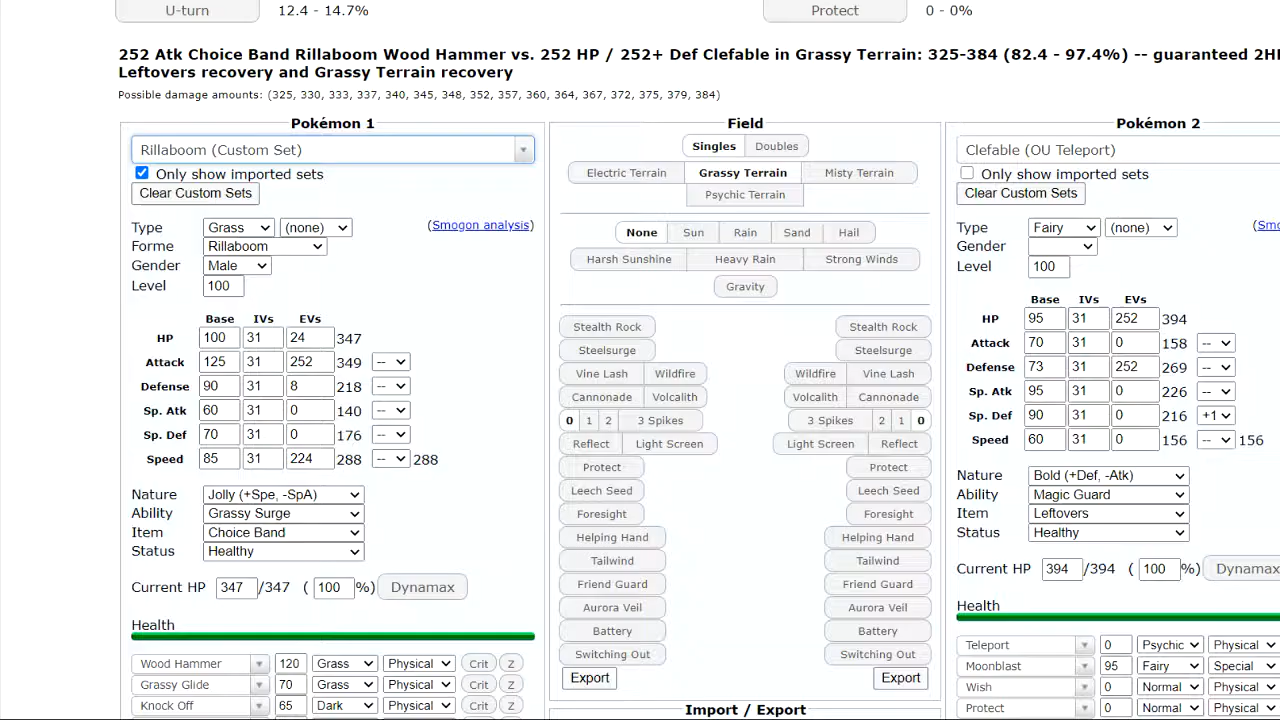 U-turn 12.4 - 14.7% Protect 0 - 0%
252 Atk Choice Band Rillaboom Wood Hammer vs. 252 HP / 252+ Def Clefable in Grassy Terrain: 325-384 (82.4 - 97.4%) -- guaranteed
Leftovers recovery and Grassy Terrain recovery
Possible damage amounts: (325, 330, 333, 337, 340, 345, 348, 352, 357, 360, 364, 367, 372, 375, 379, 384)
Pokémon 1 Field Pokémon 2
Rillaboom (Custom Set) Singles Doubles Clefable (OU Teleport)
Only show imported sets Electric Terrain Grassy Terrain Misty Terrain Only show imported sets
Clear Custom Sets Psychic Terrain Clear Custom Sets
Type Grass (none) (Smogon analysis) None Sun Rain Sand Hail Type Fairy (none)
Forme Rillaboom Harsh Sunshine Heavy Rain Strong Winds Gender
Gender Male Level 100
Level 100 Gravity
Base IVs EVs Base IVs EVs
HP 100 31 24 347 Stealth Rock Stealth Rock HP 95 31 252 394
Attack 125 31 252 349 -- Steelsurge Steelsurge Attack 70 31 0 158 --
Defense 90 31 8 218 -- Vine Lash Wildfire Wildfire Vine Lash Defense 73 31 252 269 --
Sp. Atk 60 31 0 140 -- Cannonade Volcalith Volcalith Cannonade Sp. Atk 95 31 0 226 --
Sp. Def 70 31 0 176 -- 0 1 2 3 Spikes 3 Spikes 2 1 0 Sp. Def 90 31 0 216 +1
Speed 85 31 224 288 -- 288 Reflect Light Screen Light Screen Reflect Speed 60 31 0 156 -- 156
Protect Protect
Nature Jolly (+Spe, -SpA) Leech Seed Leech Seed Nature Bold (+Def, -Atk)
Ability Grassy Surge Foresight Foresight Ability Magic Guard
Item Choice Band Helping Hand Helping Hand Item Leftovers
Status Healthy Tailwind Tailwind Status Healthy
Current HP 347 /347 ( 100 %) Dynamax Friend Guard Friend Guard Current HP 394 /394 ( 100 %) Dynamax
Aurora Veil Aurora Veil
Health Battery Battery Health
Switching Out Switching Out
Wood Hammer 120 Grass Physical Crit Z Teleport 0 Psychic Physical
Grassy Glide 70 Grass Physical Crit Z Export Export Moonblast 95 Fairy Special
Knock Off 65 Dark Physical Crit Z Wish 0 Normal Physical
Import / Export Protect 0 Normal Physical